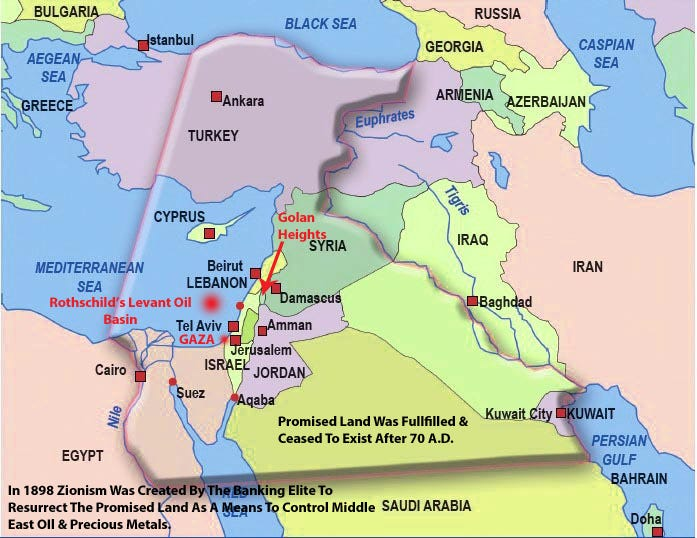 BULGARIA
BLACK SEA
RUSSIA
Istanbul
GEORGIA
CASPIAN
SEA
AEGEAN
SEA
Ankara
ARMENIA
AZERBAIJAN
GREECE
TURKEY
Euphrates
Tigris
CYPRUS
Golan
Heights
SYRIA
IRAQ
IRAN
MEDITERRANEAN
SEA
Beirut
LEBANON
Damascus
Baghdad
Rothschild's Levant Oil
Basin
Tel Aviv
Amman
GAZA
Jerusalem
ISRAEL
JORDAN
Cairo
Suez
Aqaba
Nile
Promised Land Was Fullfilled &
Ceased To Exist After 70 A.D.
Kuwait City
KUWAIT
PERSIAN
GULF
EGYPT
BAHRAIN
RED
SEA
In 1898 Zionism Was Created By The Banking Elite To
Resurrect The Promised Land As A Means To Control Middle
East Oil & Precious Metals.
SAUDI ARABIA
Doha